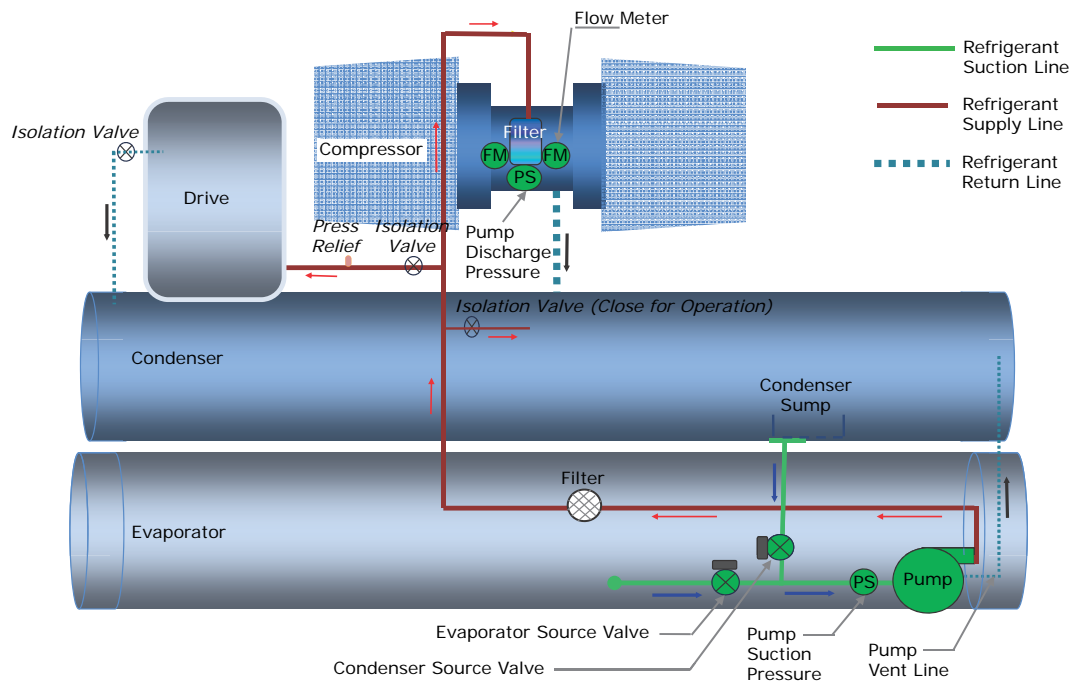 Flow Meter
Refrigerant
Suction Line
Refrigerant
Supply Line
Refrigerant
Return Line
Isolation Valve
Compressor
Filter
FM
FM
PS
Drive
Press
Relief
Isolation
Valve
Pump
Discharge
Pressure
Isolation Valve (Close for Operation)
Condenser
Condenser
Sump
Filter
Evaporator
PS
Pump
Evaporator Source Valve
Condenser Source Valve
Pump
Suction
Pressure
Pump
Vent Line